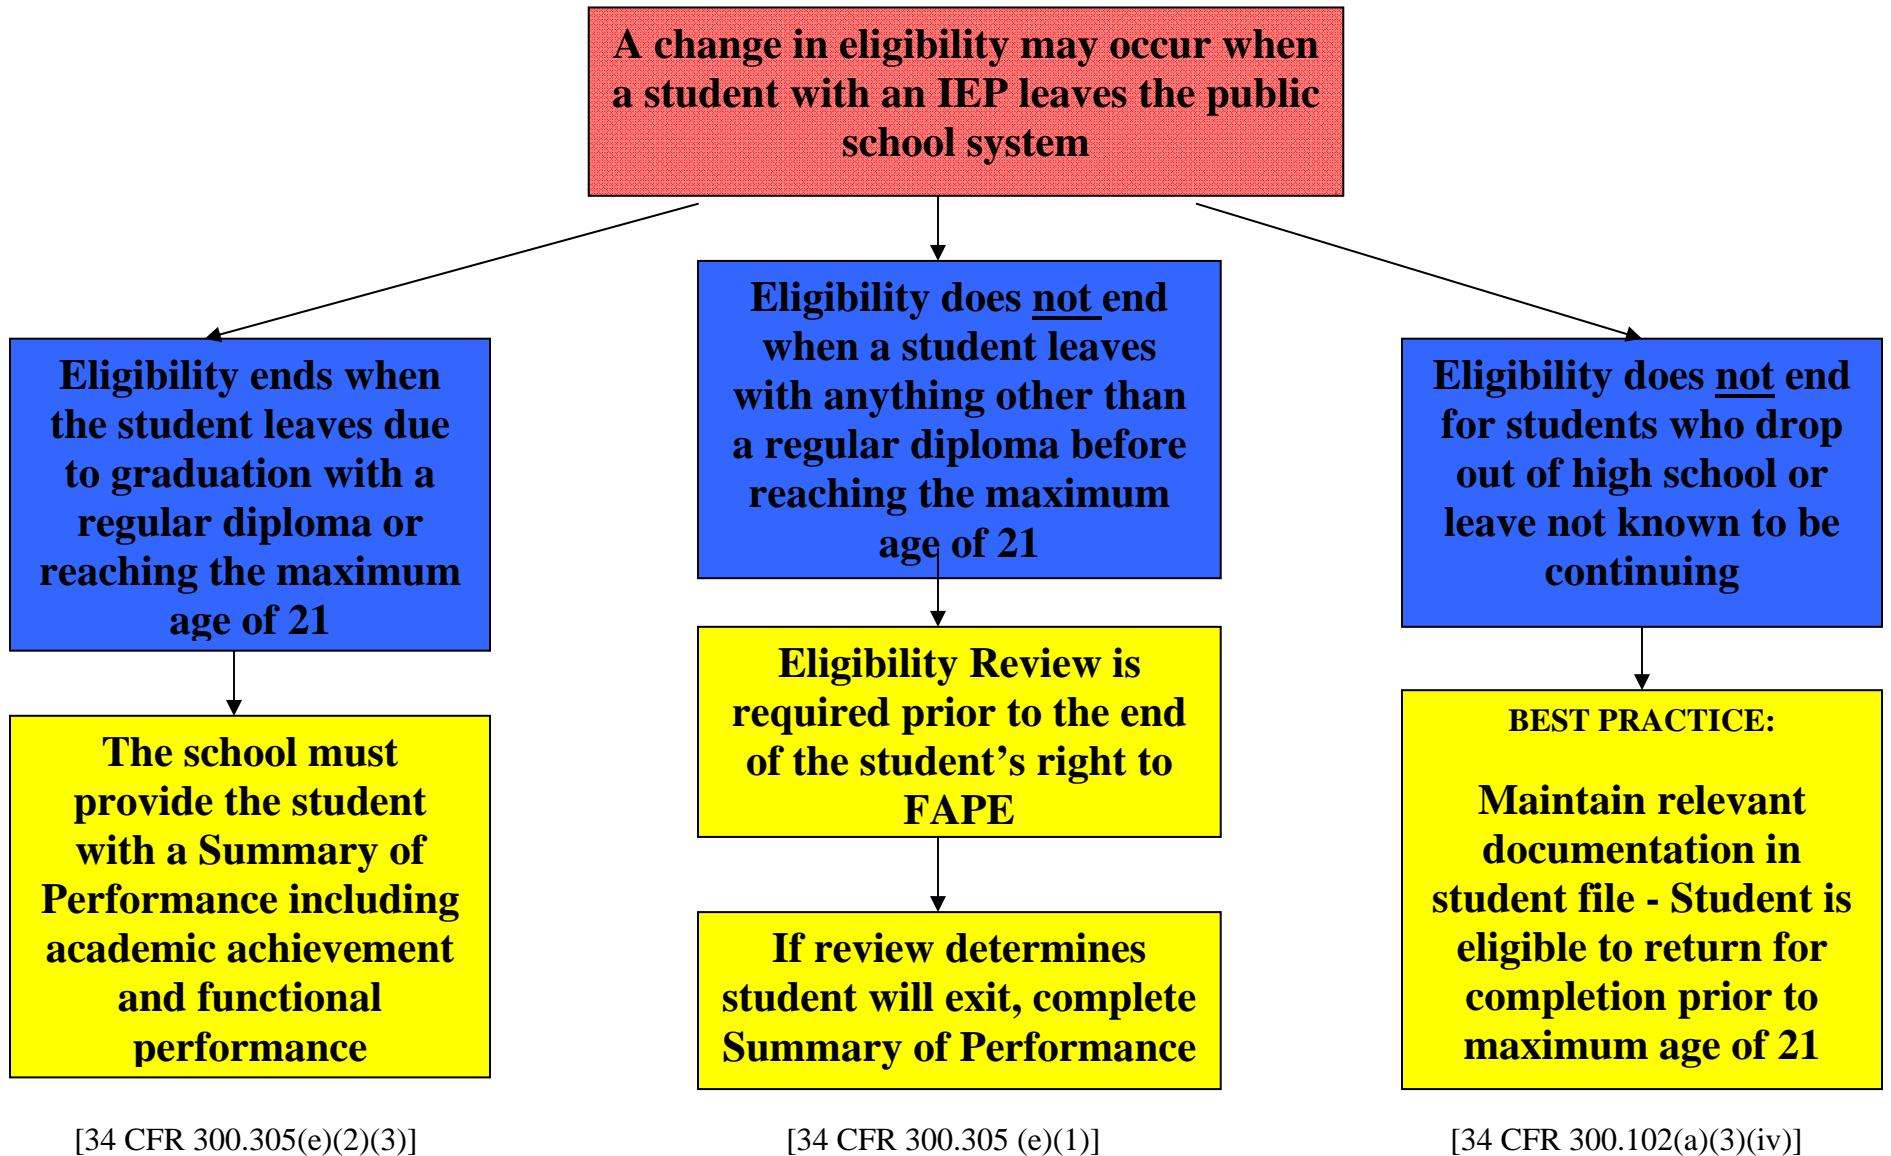 A change in eligibility may occur when
a student with an IEP leaves the public
school system
Eligibility ends when
the student leaves due
to graduation with a
regular diploma or
reaching the maximum
age of 21
The school must
provide the student
with a Summary of
Performance including
academic achievement
and functional
performance
[34 CFR 300.305(e)(2)(3)]
Eligibility does not end
when a student leaves
with anything other than
a regular diploma before
reaching the maximum
age of 21
Eligibility Review is
required prior to the end
of the student’s right to
FAPE
If review determines
student will exit, complete
Summary of Performance
[34 CFR 300.305 (e)(1)]
Eligibility does not end
for students who drop
out of high school or
leave not known to be
continuing
BEST PRACTICE:
Maintain relevant
documentation in
student file - Student is
eligible to return for
completion prior to
maximum age of 21
[34 CFR 300.102(a)(3)(iv)]